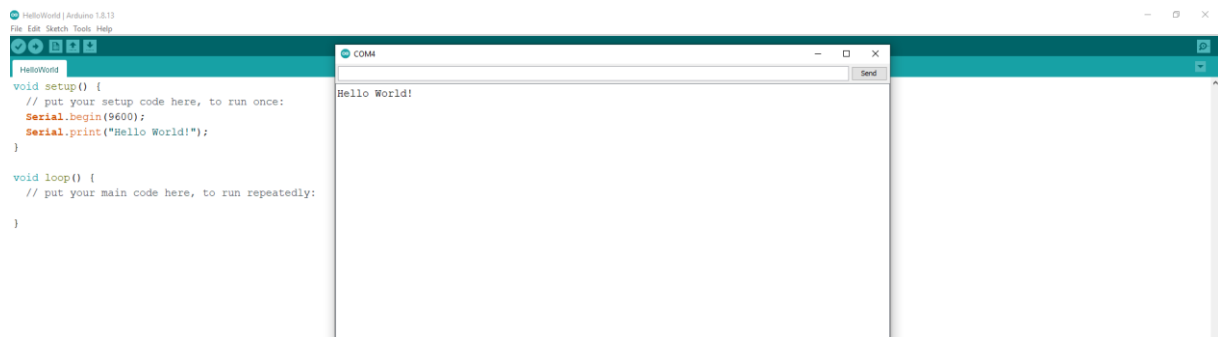 HelloWorld | Arduino 1.8.13
File Edit Sketch Tools Help
HelloWorld
void setup() {
  // put your setup code here, to run once:
  Serial.begin(9600);
  Serial.print("Hello World!");
}
void loop() {
  // put your main code here, to run repeatedly:
}
COM4
Send
Hello World!